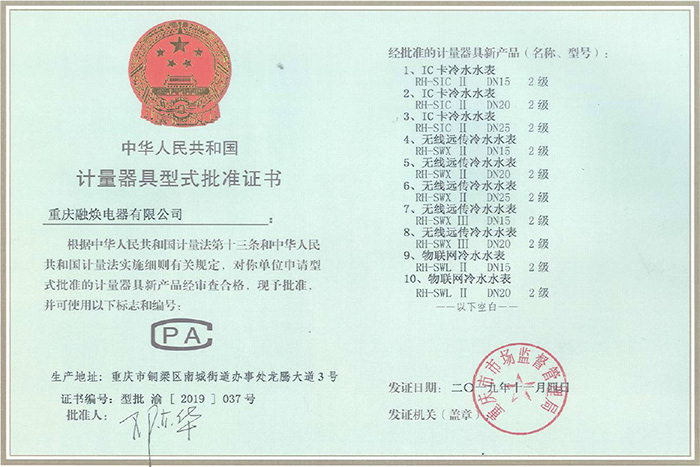 中华人民共和国
计量器具型式批准证书
重庆融焕电器有限公司 :
根据中华人民共和国计量法第十三条和中华人民
共和国计量法实施细则有关规定，对你单位申请型
式批准的计量器具新产品经审查合格，现予批准，
并可使用以下标志和编号:
CPA
生产地址: 重庆市铜梁区南城街道办事处龙腾大道3号
证书编号: 型批 渝 [ 2019 ] 037号
批准人:
经批准的计量器具新产品 ( 名称、型号 ) :
1、IC卡冷水水表
RH-SIC Ⅱ DN15 2级
2、IC卡冷水水表
RH-SIC Ⅱ DN20 2级
3、IC卡冷水水表
RH-SIC Ⅱ DN25 2级
4、无线远传冷水水表
RH-SWX Ⅱ DN15 2级
5、无线远传冷水水表
RH-SWX Ⅱ DN20 2级
6、无线远传冷水水表
RH-SWX Ⅱ DN25 2级
7、无线远传冷水水表
RH-SWX Ⅲ DN15 2级
8、无线远传冷水水表
RH-SWX Ⅲ DN20 2级
9、物联网冷水水表
RH-SWL Ⅱ DN15 2级
10、物联网冷水水表
RH-SWL Ⅱ DN20 2级
——以下空白——
发证日期: 二〇一九年十一月四日
发证机关 ( 盖章 ) :
重庆市市场监督管理局